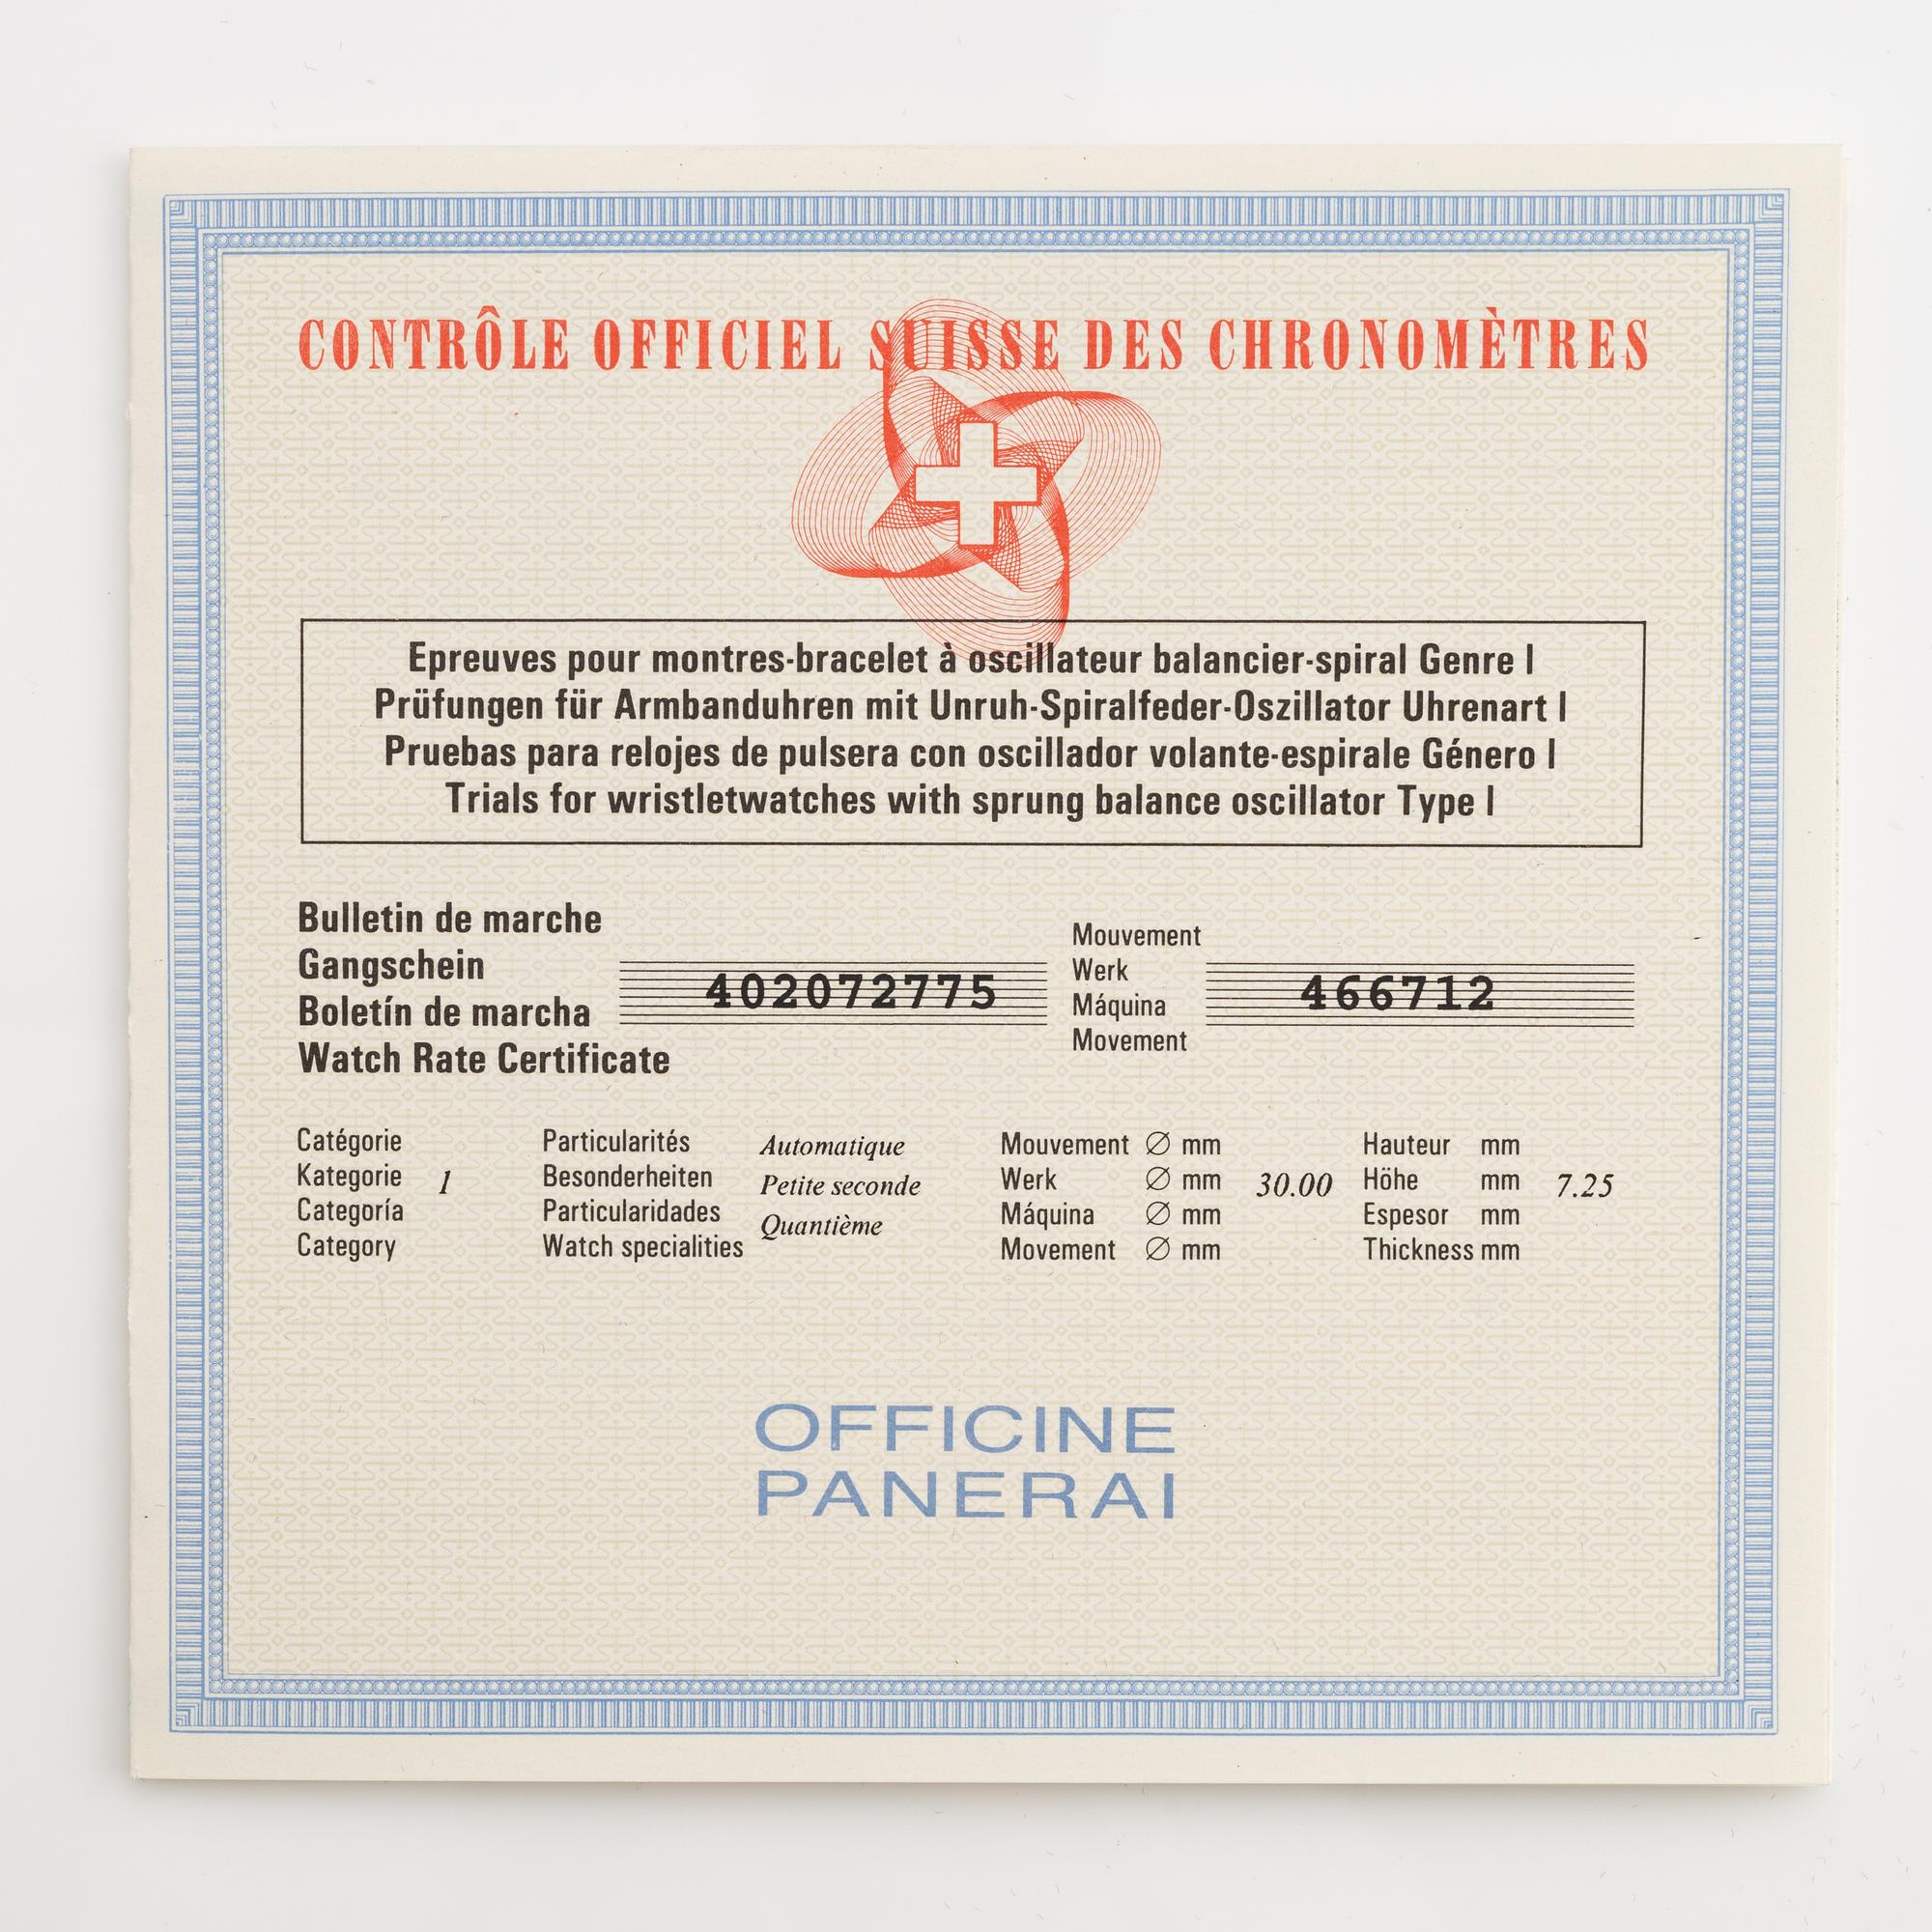 CONTRÔLE OFFICIEL SUISSE DES CHRONOMÈTRES
Epreuves pour montres-bracelet à oscillateur balancier-spiral Genre I
Prüfungen für Armbanduhren mit Unruh-Spiralfeder-Oszillator Uhrenart I
Pruebas para relojes de pulsera con oscillador volante-espirale Género I
Trials for wristletwatches with sprung balance oscillator Type I
Bulletin de marche
Gangschein
Boletín de marcha
Watch Rate Certificate
402072775
Mouvement
Werk
Máquina
Movement
466712
Catégorie
Kategorie
Categoría
Category
1
Particularités
Besonderheiten
Particularidades
Watch specialities
Automatique
Petite seconde
Quantième
Mouvement ∅ mm
Werk ∅ mm
Máquina ∅ mm
Movement ∅ mm
30.00
Hauteur mm
Höhe mm
Espesor mm
Thickness mm
7.25
OFFICINE
PANERAI